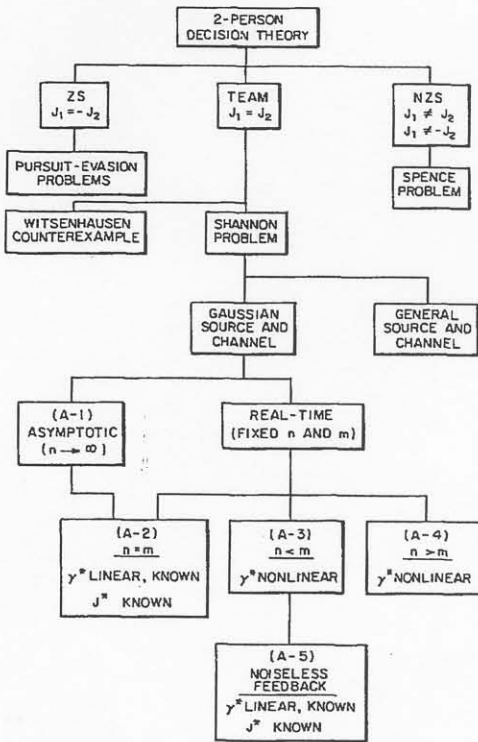 2-PERSON
DECISION THEORY
ZS
J₁ = - J₂
TEAM
J₁ = J₂
NZS
J₁ ≠ J₂
J₁ ≠ -J₂
PURSUIT-EVASION
PROBLEMS
SPENCE
PROBLEM
WITSENHAUSEN
COUNTEREXAMPLE
SHANNON
PROBLEM
GAUSSIAN
SOURCE AND
CHANNEL
GENERAL
SOURCE AND
CHANNEL
(A-1)
ASYMPTOTIC
(n → ∞)
REAL-TIME
(FIXED n AND m)
(A-2)
n = m
γ* LINEAR, KNOWN
J* KNOWN
(A-3)
n < m
γ* NONLINEAR
(A-4)
n > m
γ* NONLINEAR
(A-5)
NOISELESS
FEEDBACK
γ* LINEAR, KNOWN
J* KNOWN